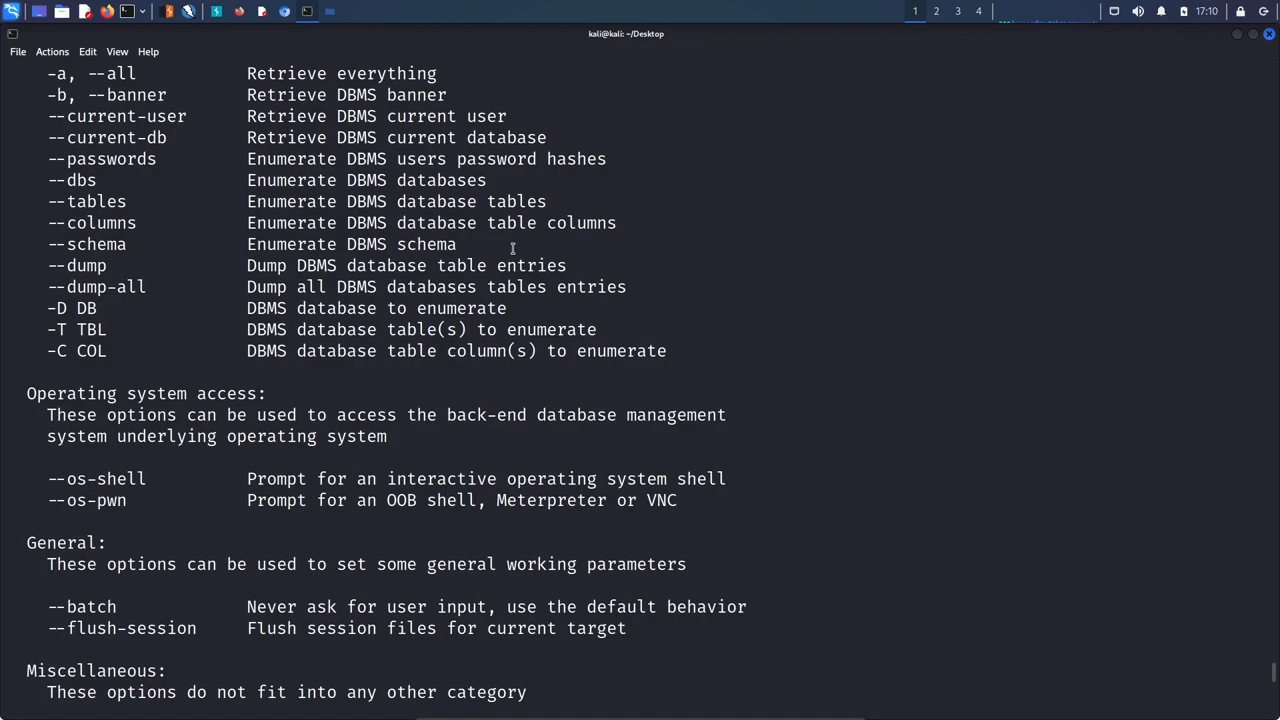 1 2 3 4 17:10
kali@kali: ~/Desktop
File Actions Edit View Help
-a, --all Retrieve everything
-b, --banner Retrieve DBMS banner
--current-user Retrieve DBMS current user
--current-db Retrieve DBMS current database
--passwords Enumerate DBMS users password hashes
--dbs Enumerate DBMS databases
--tables Enumerate DBMS database tables
--columns Enumerate DBMS database table columns
--schema Enumerate DBMS schema
--dump Dump DBMS database table entries
--dump-all Dump all DBMS databases tables entries
-D DB DBMS database to enumerate
-T TBL DBMS database table(s) to enumerate
-C COL DBMS database table column(s) to enumerate
Operating system access:
These options can be used to access the back-end database management
system underlying operating system
--os-shell Prompt for an interactive operating system shell
--os-pwn Prompt for an OOB shell, Meterpreter or VNC
General:
These options can be used to set some general working parameters
--batch Never ask for user input, use the default behavior
--flush-session Flush session files for current target
Miscellaneous:
These options do not fit into any other category